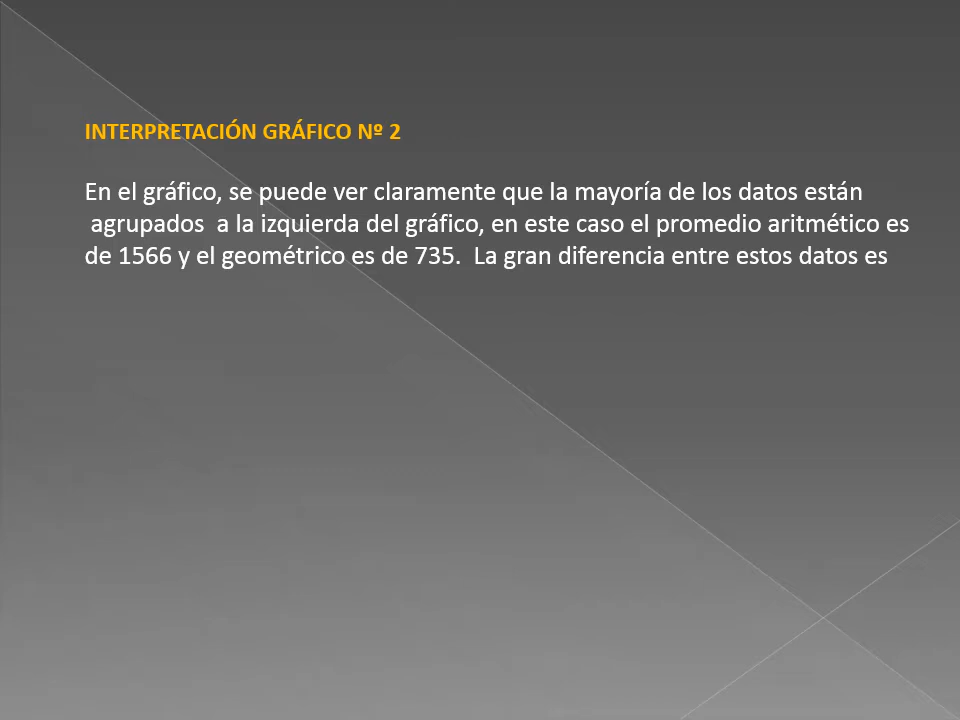 INTERPRETACIÓN GRÁFICO Nº 2
En el gráfico, se puede ver claramente que la mayoría de los datos están
agrupados  a la izquierda del gráfico, en este caso el promedio aritmético es
de 1566 y el geométrico es de 735.  La gran diferencia entre estos datos es